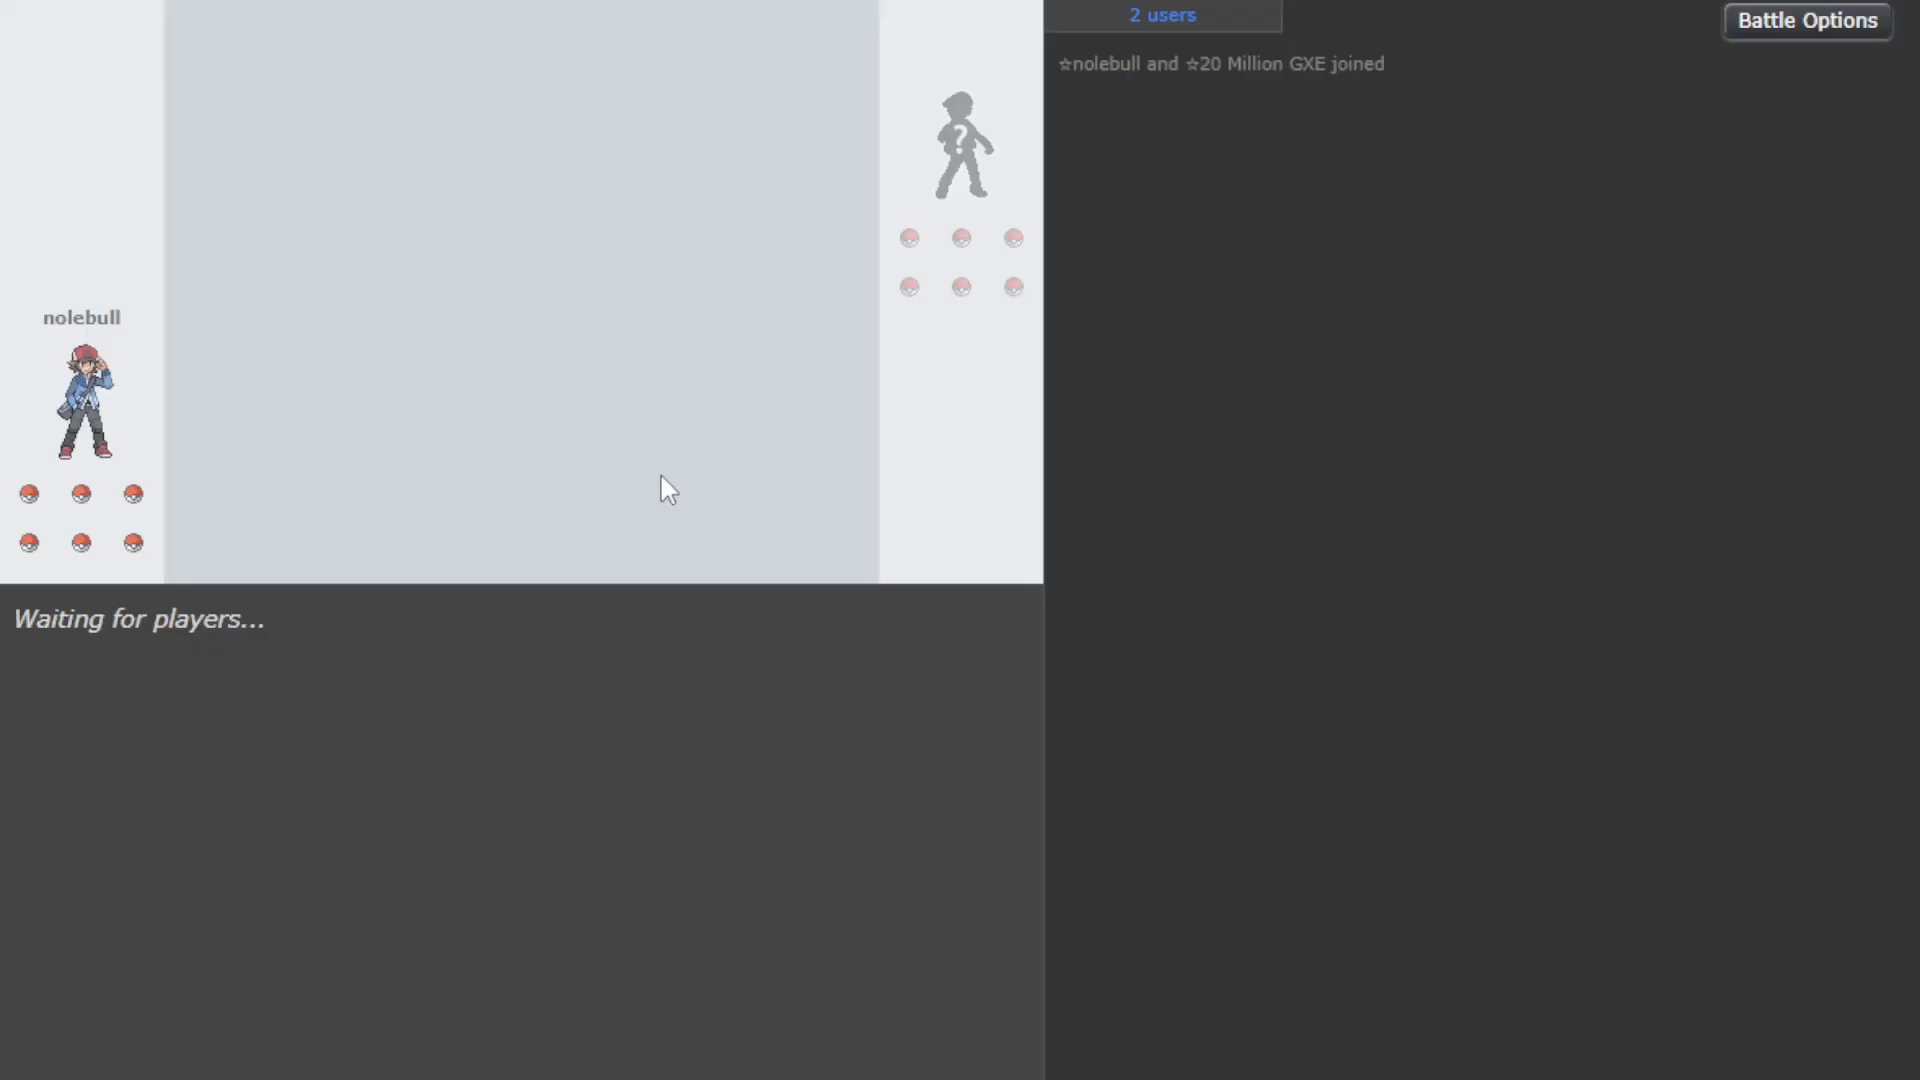 2 users
Battle Options
☆nolebull and ☆20 Million GXE joined
?
nolebull
Waiting for players...